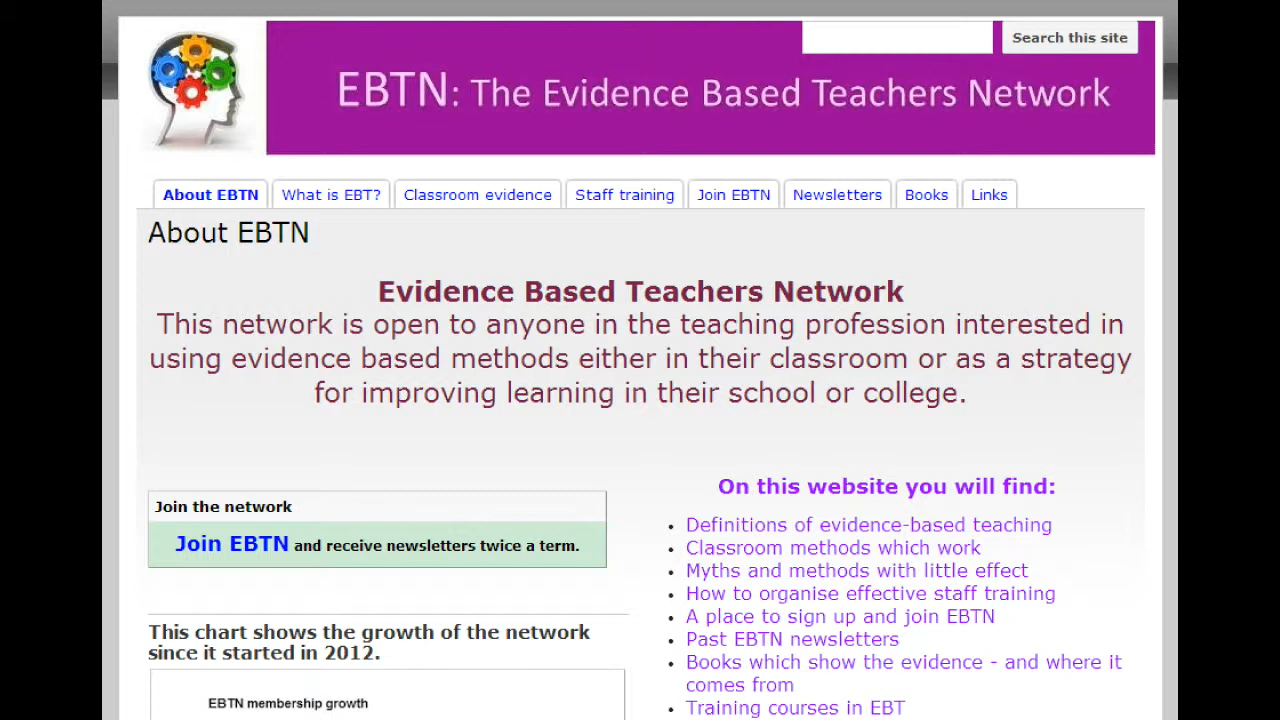 Search this site
EBTN: The Evidence Based Teachers Network
About EBTN
What is EBT?
Classroom evidence
Staff training
Join EBTN
Newsletters
Books
Links
About EBTN
Evidence Based Teachers Network
This network is open to anyone in the teaching profession interested in
using evidence based methods either in their classroom or as a strategy
for improving learning in their school or college.
Join the network
Join EBTN and receive newsletters twice a term.
This chart shows the growth of the network
since it started in 2012.
EBTN membership growth
On this website you will find:
• Definitions of evidence-based teaching
• Classroom methods which work
• Myths and methods with little effect
• How to organise effective staff training
• A place to sign up and join EBTN
• Past EBTN newsletters
• Books which show the evidence - and where it
comes from
• Training courses in EBT